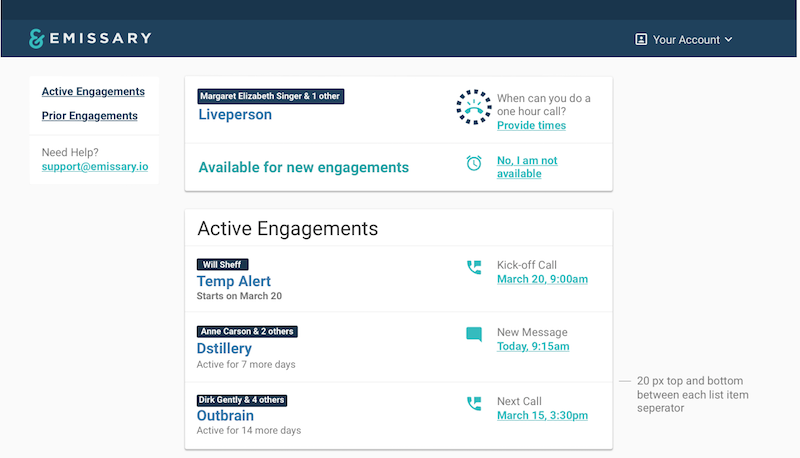 EMISSARY
Your Account
Active Engagements
Prior Engagements
Need Help?
support@emissary.io
Margaret Elizabeth Singer & 1 other
Liveperson
When can you do a
one hour call?
Provide times
Available for new engagements
No, I am not
available
Active Engagements
Will Sheff
Temp Alert
Starts on March 20
Kick-off Call
March 20, 9:00am
Anne Carson & 2 others
Dstillery
Active for 7 more days
New Message
Today, 9:15am
Dirk Gently & 4 others
Outbrain
Active for 14 more days
Next Call
March 15, 3:30pm
20 px top and bottom
between each list item
seperator